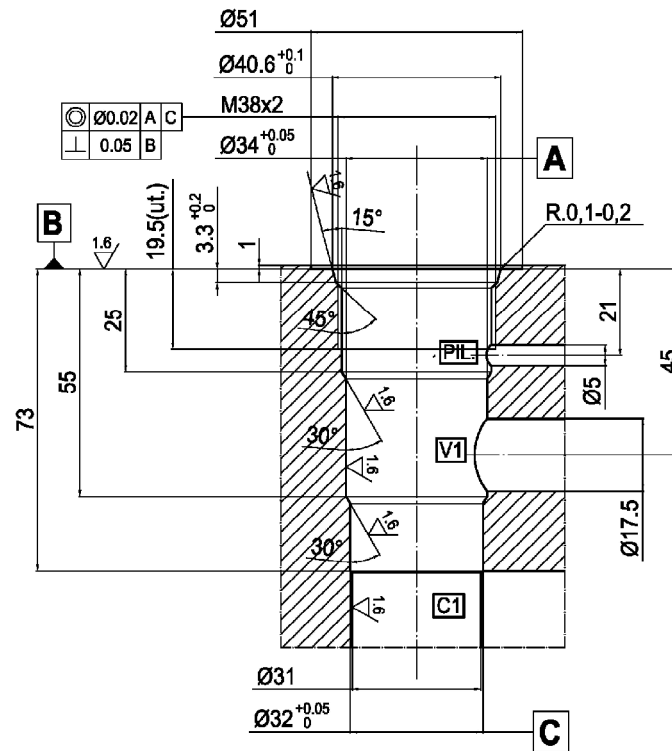 Ø51
Ø40.6 +0.1 0
M38x2
◎ Ø0.02 A C
⊥ 0.05 B
Ø34 +0.05 0
A
1.6
15°
R.0,1-0,2
B
1.6
19.5(ut.)
3.3 +0.2 0
1
25
55
73
45°
PIL.
21
45
Ø5
1.6
30°
1.6
V1
Ø17.5
1.6
30°
1.6
C1
Ø31
Ø32 +0.05 0
C